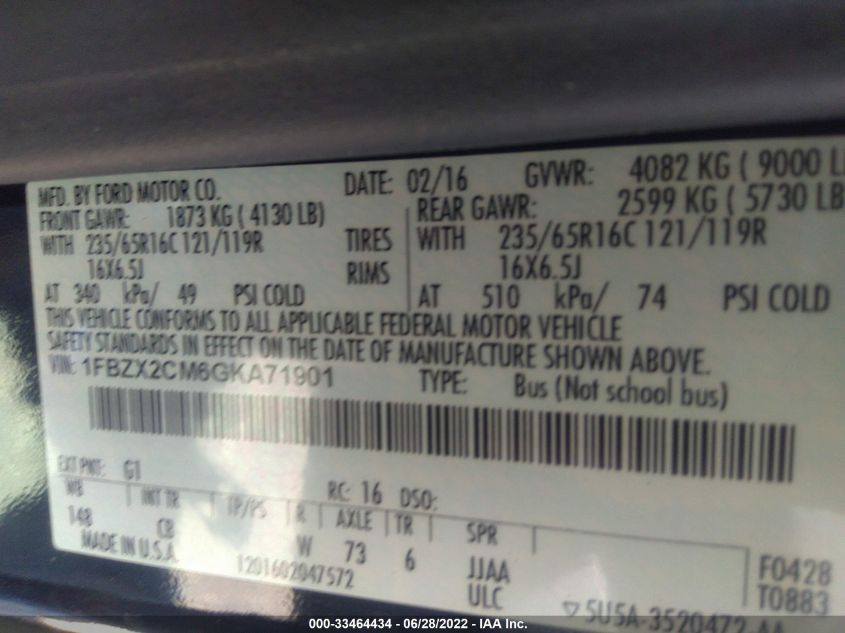 MFD. BY FORD MOTOR CO. DATE: 02/16 GVWR: 4082 KG ( 9000 L
FRONT GAWR: 1873 KG ( 4130 LB) REAR GAWR: 2599 KG ( 5730 LB
WITH 235/65R16C 121/119R TIRES WITH 235/65R16C 121/119R
16X6.5J RIMS 16X6.5J
AT 340 kPa/ 49 PSI COLD AT 510 kPa/ 74 PSI COLD
THIS VEHICLE CONFORMS TO ALL APPLICABLE FEDERAL MOTOR VEHICLE
SAFETY STANDARDS IN EFFECT ON THE DATE OF MANUFACTURE SHOWN ABOVE.
VIN: 1FBZX2CM6GKA71901 TYPE: Bus (Not school bus)
EXT PNT: G1 RC: 16 DSO:
WB INT TR TP/PS R AXLE TR SPR
148 CB W 73 6 JJAA F0428
MADE IN U.S.A. 1201602047572 ULC T0883
▽5U5A-3520472-AA
000-33464434 - 06/28/2022 - IAA Inc.